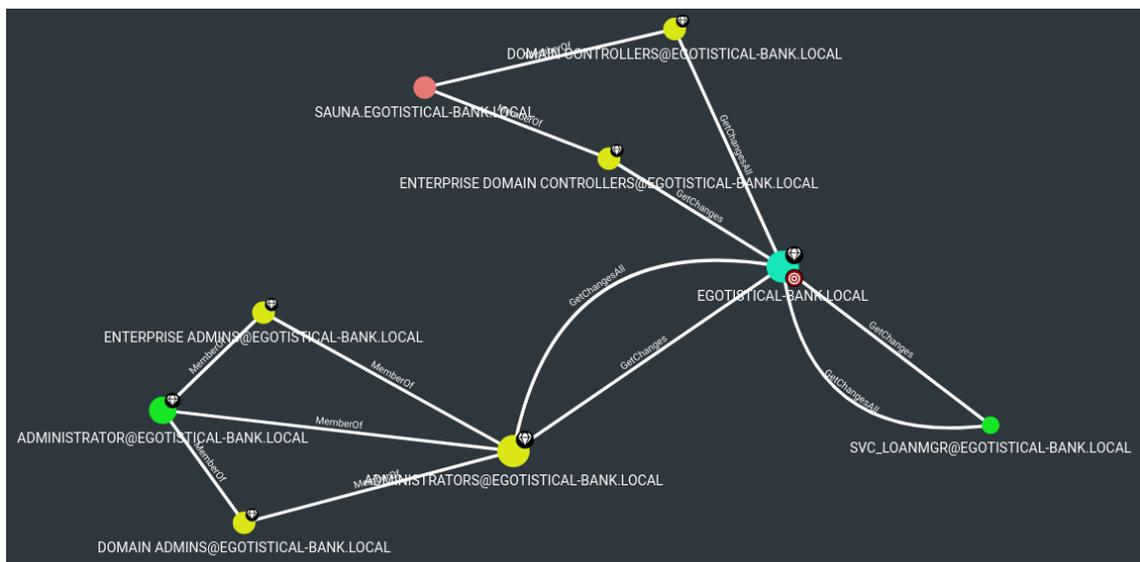 MemberOf
DOMAIN CONTROLLERS@EGOTISTICAL-BANK.LOCAL
SAUNA.EGOTISTICAL-BANK.LOCAL
MemberOf
GetChangesAll
ENTERPRISE DOMAIN CONTROLLERS@EGOTISTICAL-BANK.LOCAL
GetChanges
GetChangesAll
EGOTISTICAL-BANK.LOCAL
ENTERPRISE ADMINS@EGOTISTICAL-BANK.LOCAL
MemberOf
GetChanges
GetChanges
MemberOf
GetChangesAll
MemberOf
ADMINISTRATOR@EGOTISTICAL-BANK.LOCAL
SVC_LOANMGR@EGOTISTICAL-BANK.LOCAL
MemberOf
MemberOf
ADMINISTRATORS@EGOTISTICAL-BANK.LOCAL
DOMAIN ADMINS@EGOTISTICAL-BANK.LOCAL